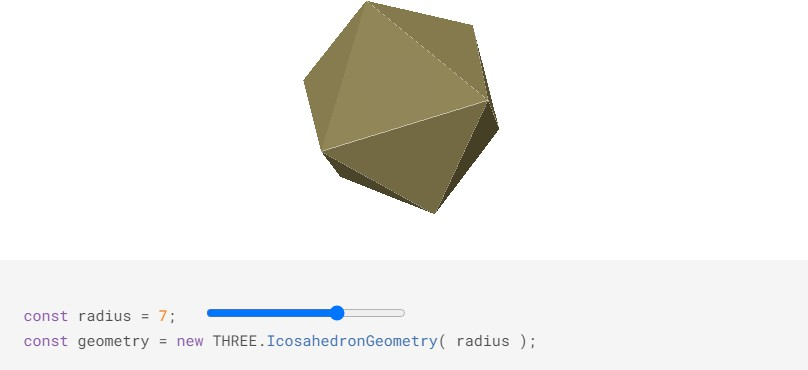 const radius = 7;
const geometry = new THREE.IcosahedronGeometry( radius );